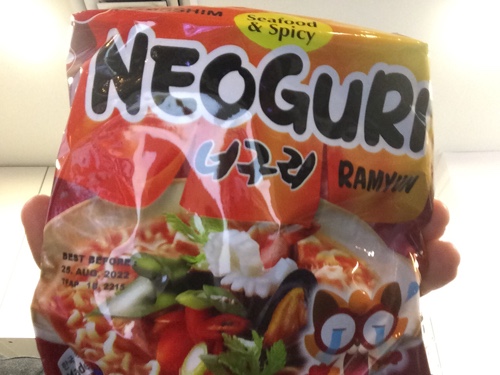 Seafood
& Spicy
NEOGURI
너구리
RAMYUN
BEST BEFORE:
25. AUG. 2022